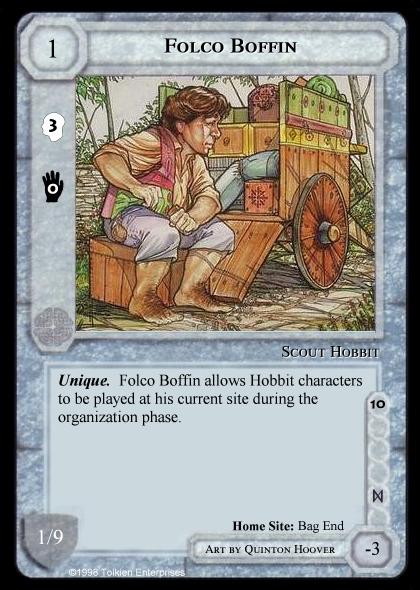 1
Folco Boffin
3
Scout Hobbit
Unique. Folco Boffin allows Hobbit characters
to be played at his current site during the
organization phase.
10
Home Site: Bag End
1/9
Art by Quinton Hoover
-3
©1998 Tolkien Enterprises